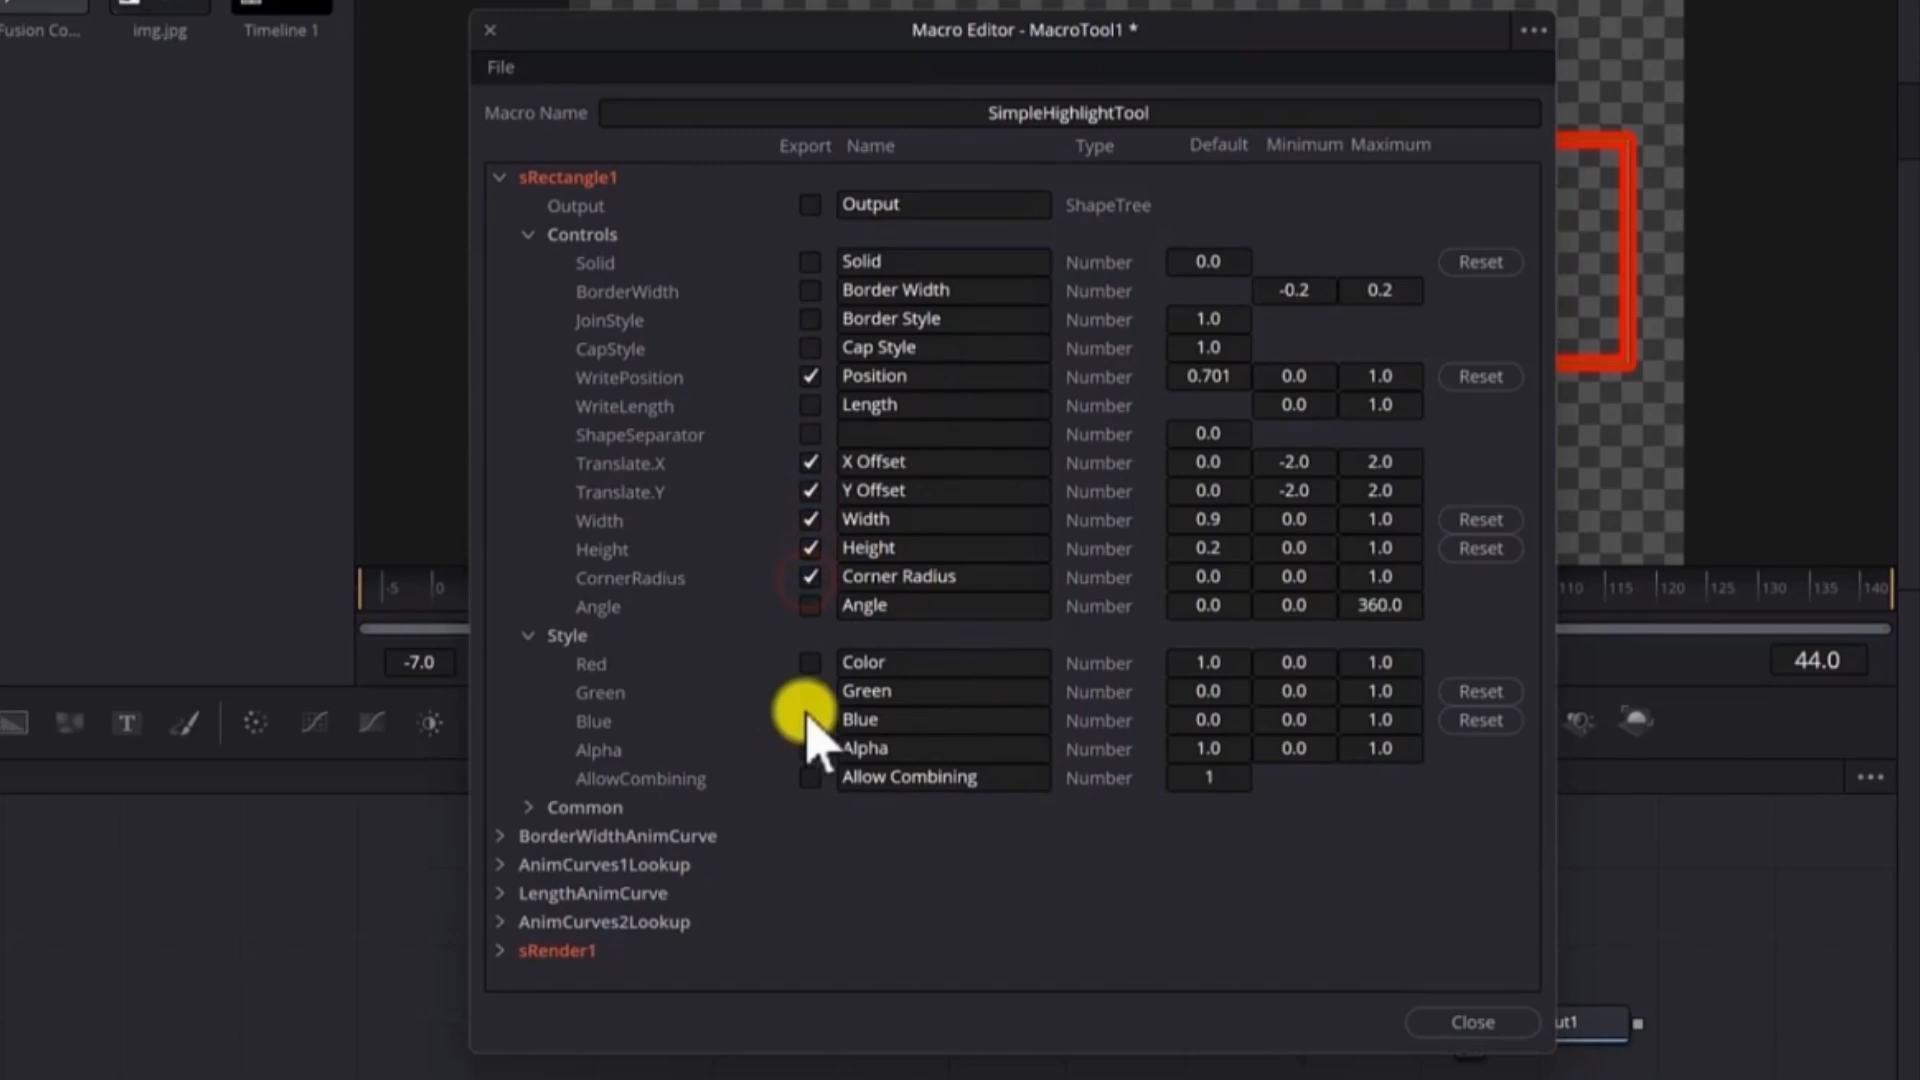 Fusion Co...
img.jpg
Timeline 1
Macro Editor - MacroTool1 *
File
Macro Name SimpleHighlightTool
Export Name Type Default Minimum Maximum
sRectangle1
Output Output ShapeTree
Controls
Solid Solid Number 0.0 Reset
BorderWidth Border Width Number -0.2 0.2
JoinStyle Border Style Number 1.0
CapStyle Cap Style Number 1.0
WritePosition Position Number 0.701 0.0 1.0 Reset
WriteLength Length Number 0.0 1.0
ShapeSeparator Number 0.0
Translate.X X Offset Number 0.0 -2.0 2.0
Translate.Y Y Offset Number 0.0 -2.0 2.0
Width Width Number 0.9 0.0 1.0 Reset
Height Height Number 0.2 0.0 1.0 Reset
CornerRadius Corner Radius Number 0.0 0.0 1.0
Angle Angle Number 0.0 0.0 360.0
Style
Red Color Number 1.0 0.0 1.0
Green Green Number 0.0 0.0 1.0 Reset
Blue Blue Number 0.0 0.0 1.0 Reset
Alpha Alpha Number 1.0 0.0 1.0
AllowCombining Allow Combining Number 1
Common
BorderWidthAnimCurve
AnimCurves1Lookup
LengthAnimCurve
AnimCurves2Lookup
sRender1
Close
-5 0 110 115 120 125 130 135 140
-7.0 44.0
T
ut1